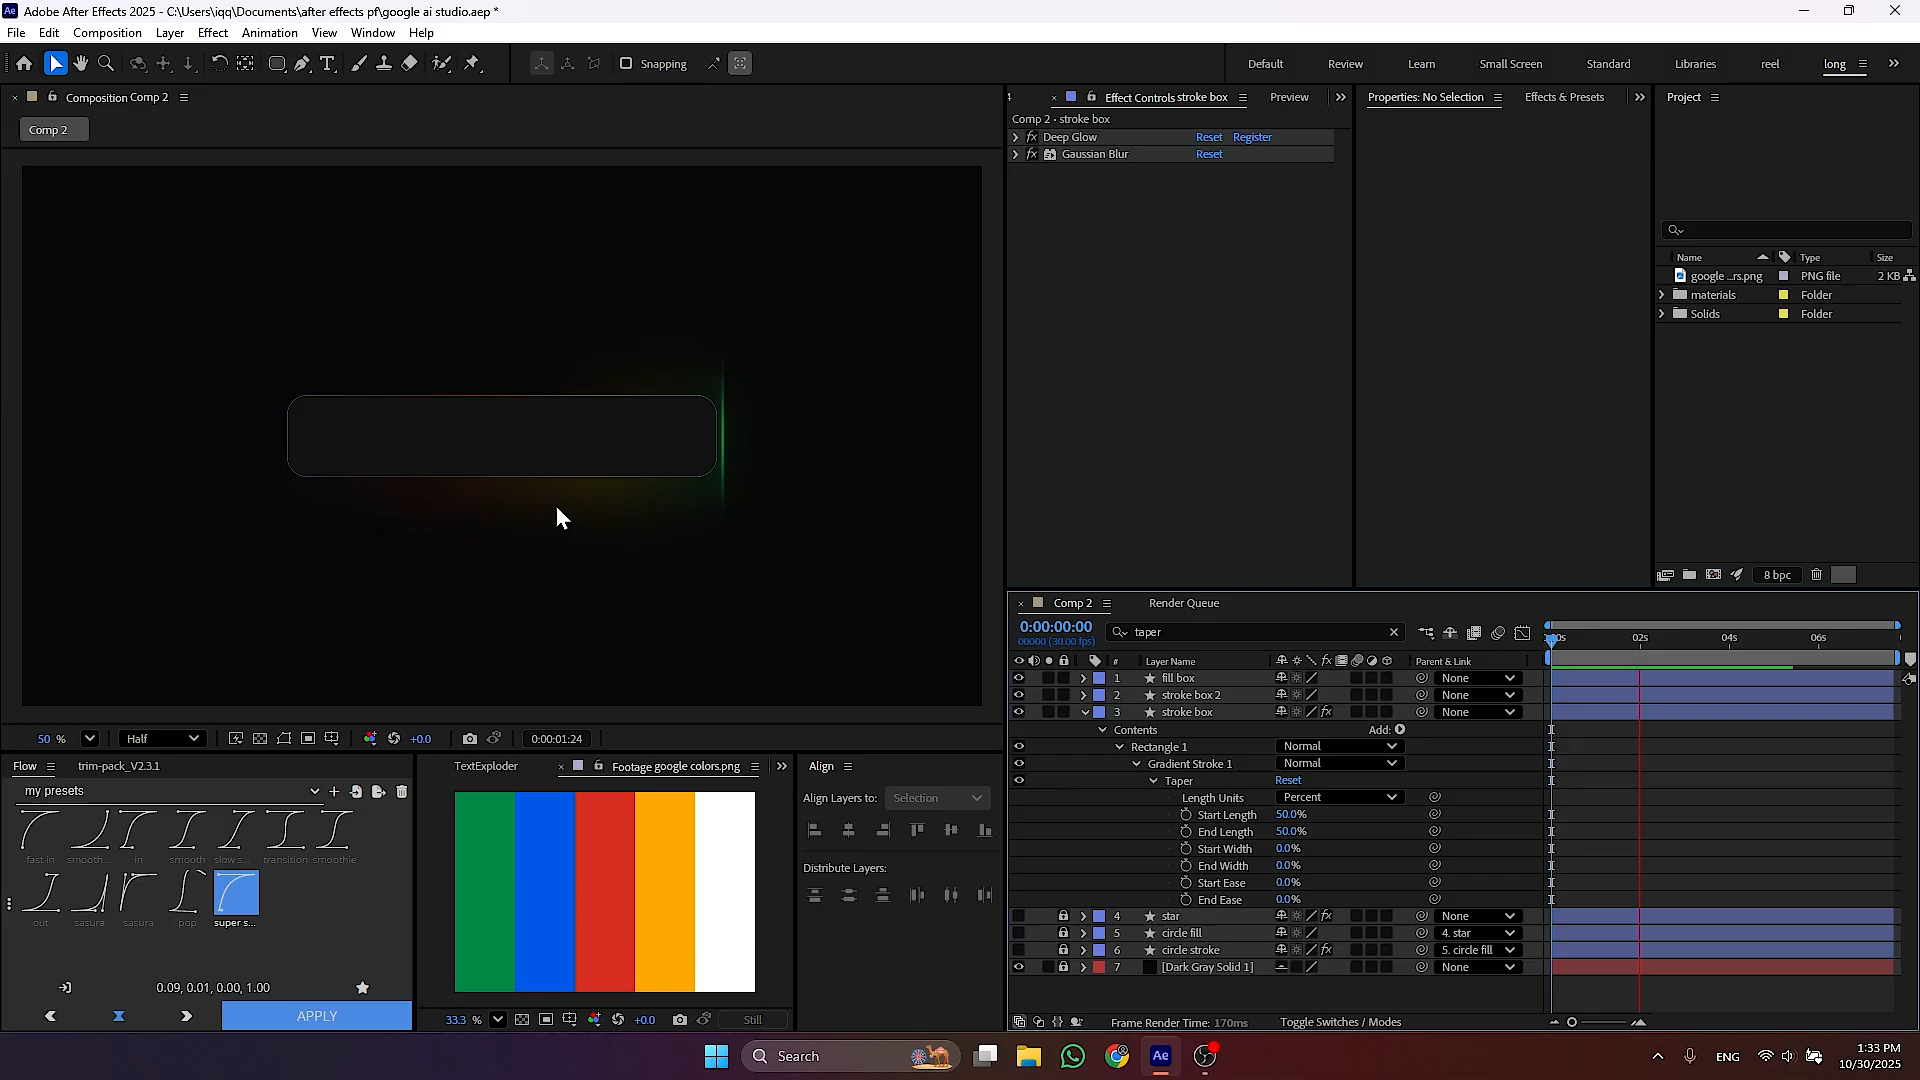 Adobe After Effects 2025 - C:\Users\iqq\Documents\after effects pf\google ai studio.aep *
File Edit Composition Layer Effect Animation View Window Help
Snapping
Default Review Learn Small Screen Standard Libraries reel long
Composition Comp 2
Comp 2
Effect Controls stroke box Preview
Comp 2 • stroke box
fx Deep Glow Reset Register
fx Gaussian Blur Reset
Properties: No Selection Effects & Presets
Project
Name Type Size
google ...rs.png PNG file 2 KB
materials Folder
Solids Folder
8 bpc
50 % Half +0.0 0:00:01:24
Flow trim-pack_V2.3.1
my presets
fast in smooth... in smooth slow s... transition smoothie
out sasura sasura pop super s...
0.09, 0.01, 0.00, 1.00
APPLY
TextExploder Footage google colors.png
33.3 % +0.0 Still
Align
Align Layers to: Selection
Distribute Layers:
Comp 2 Render Queue
0:00:00:00
00000 (30.00 fps)
taper
02s 04s 06s
# Layer Name Parent & Link
1 fill box None
2 stroke box 2 None
3 stroke box fx None
Contents Add:
Rectangle 1 Normal
Gradient Stroke 1 Normal
Taper Reset
Length Units Percent
Start Length 50.0%
End Length 50.0%
Start Width 0.0%
End Width 0.0%
Start Ease 0.0%
End Ease 0.0%
4 star fx None
5 circle fill 4. star
6 circle stroke fx 5. circle fill
7 [Dark Gray Solid 1] None
Frame Render Time: 170ms Toggle Switches / Modes
Search
Ae
ENG
1:33 PM
10/30/2025